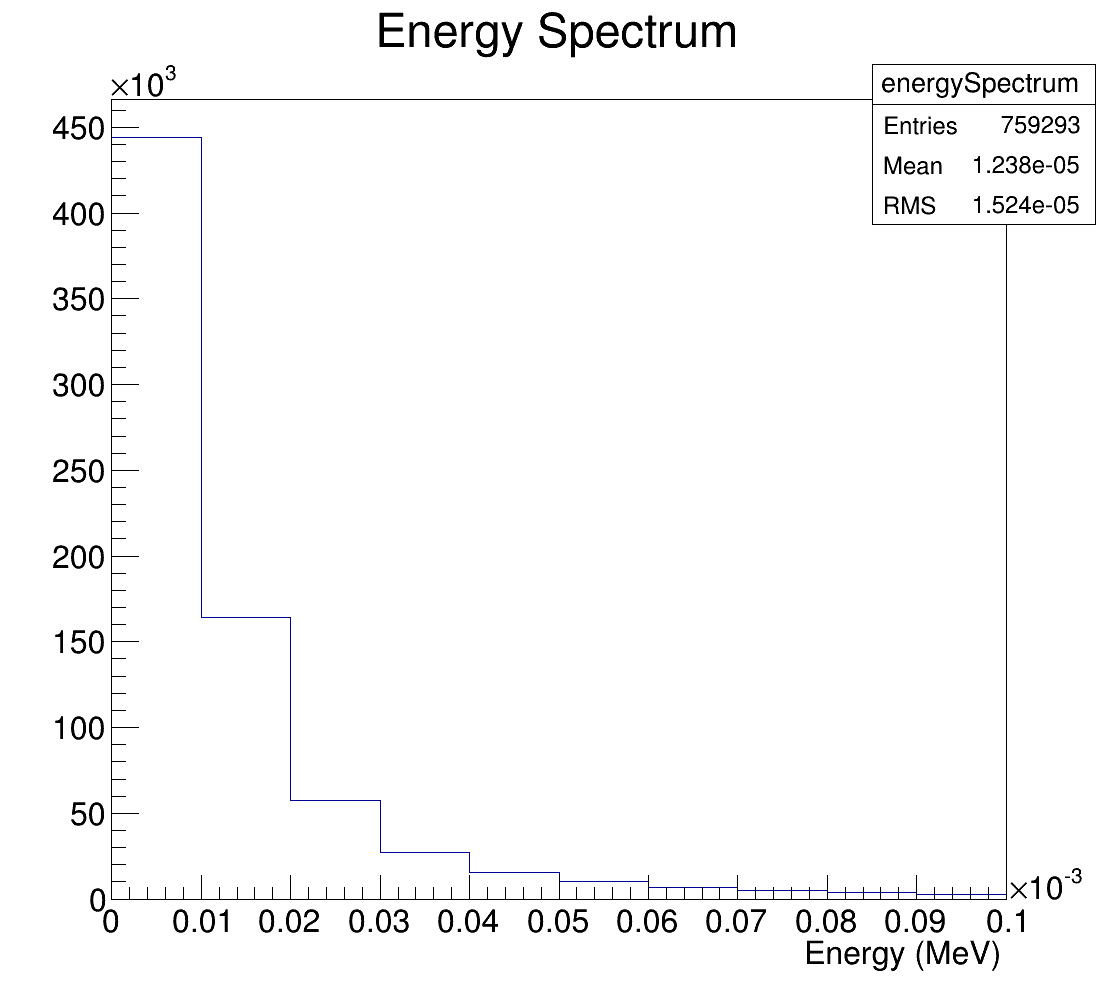 Energy Spectrum
×10³
energySpectrum
Entries 759293
Mean 1.238e-05
RMS 1.524e-05
450
400
350
300
250
200
150
100
50
0
×10⁻³
0 0.01 0.02 0.03 0.04 0.05 0.06 0.07 0.08 0.09 0.1
Energy (MeV)